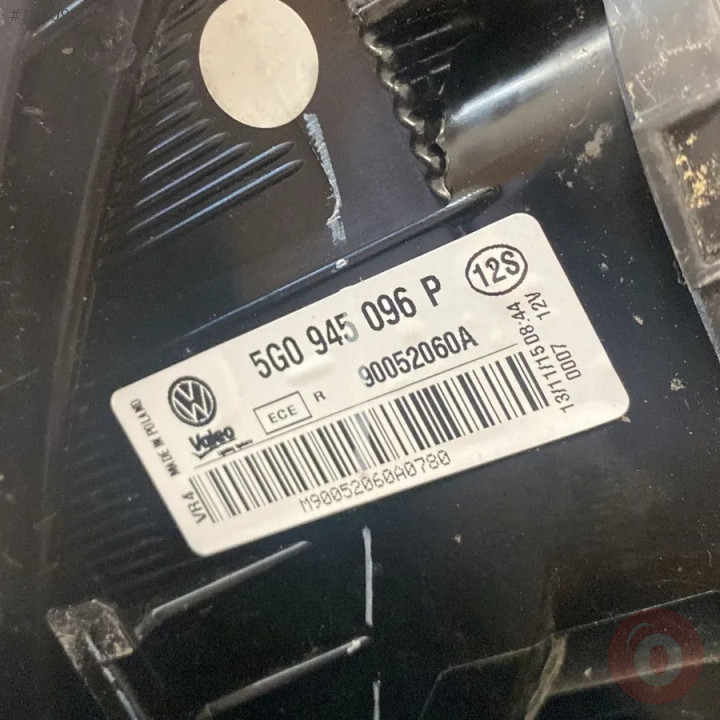 12S
5G0 945 096 P
90052060A
ECE R
Valeo
MADE IN POLAND
VR4
M90052060A0780
13/11/15 08:44
0007 12V